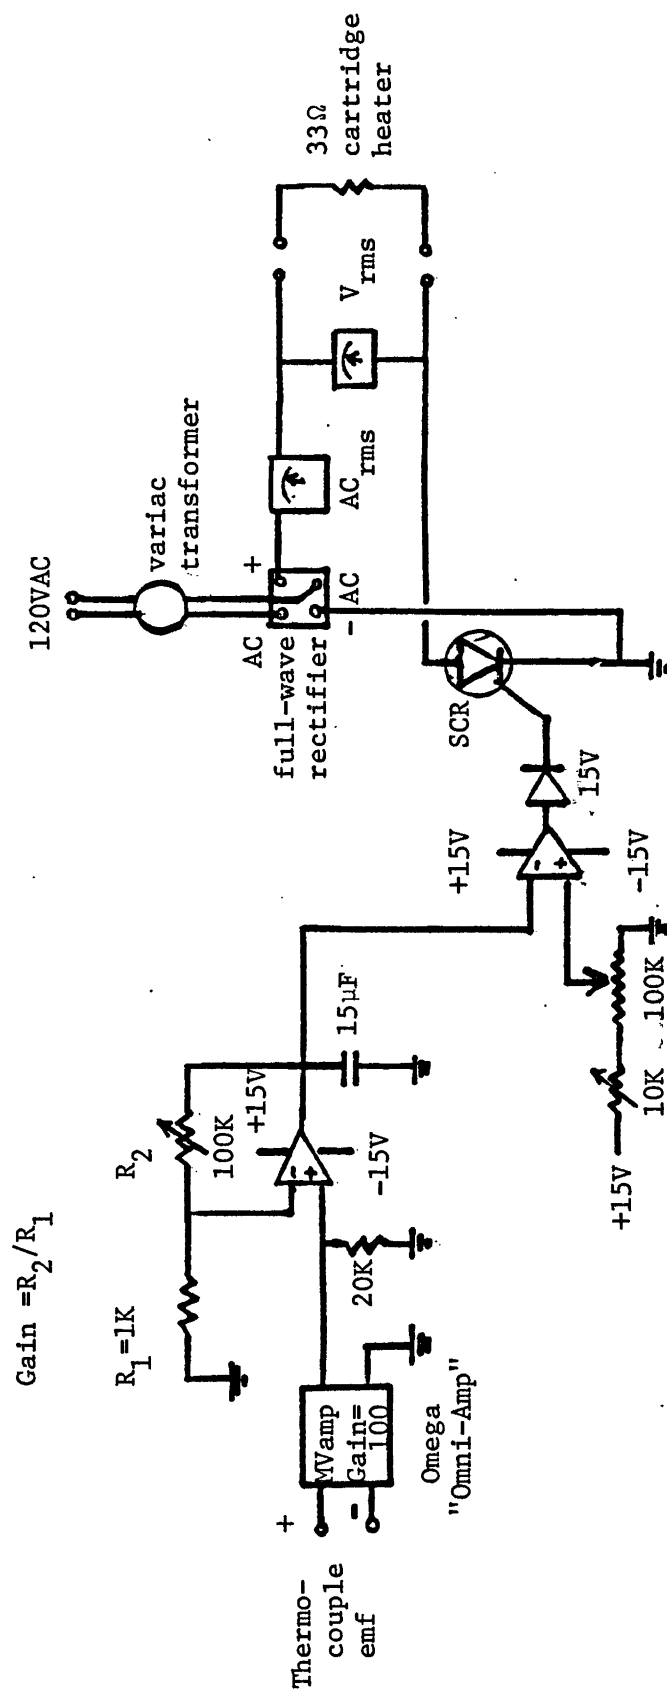 Gain =R2/R1
R1=1K
R2
100K
+15V
-15V
15µF
20K
Thermo-
couple
emf
+
-
MVamp
Gain=
100
Omega
"Omni-Amp"
- +
+15V
-15V
- +
15V
+15V
10K
100K
SCR
120VAC
variac
transformer
AC
+
full-wave
rectifier
-
AC
ACrms
Vrms
33Ω
cartridge
heater